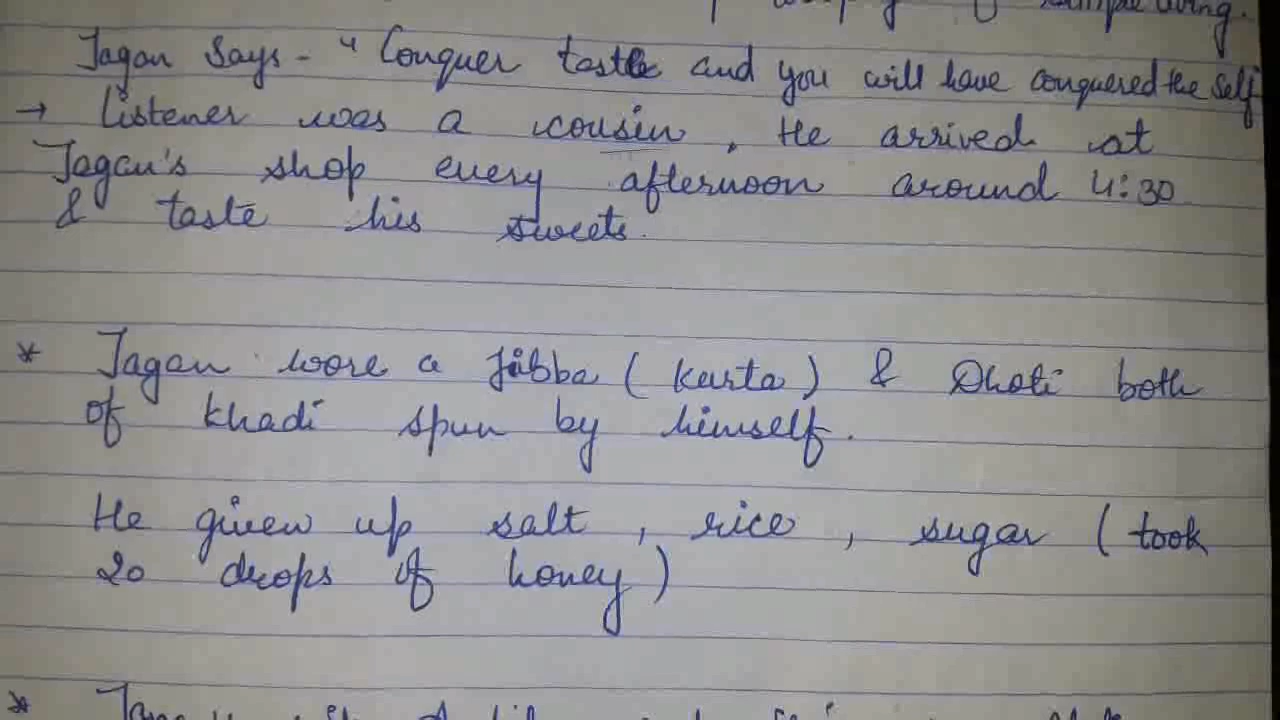 simple living.
Jagan Says - " Conquer taste and you will have conquered the Self
→ Listener was a cousin, He arrived at
Jagan's shop every afternoon around 4:30
& taste his sweets.
* Jagan wore a Jibba (Kurta) & Dhoti both
of khadi spun by himself.
He given up salt, rice, sugar (took
20 drops of honey)
*